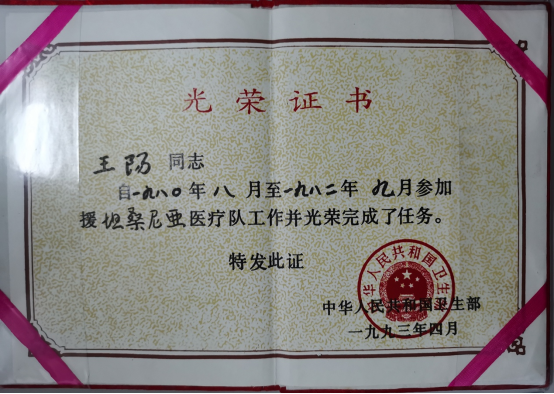 光荣证书
王阳 同志
自一九八〇年八月至一九八二年九月参加
援坦桑尼亚医疗队工作并光荣完成了任务。
特发此证
中华人民共和国卫生部
中华人民共和国卫生部
一九九三年四月